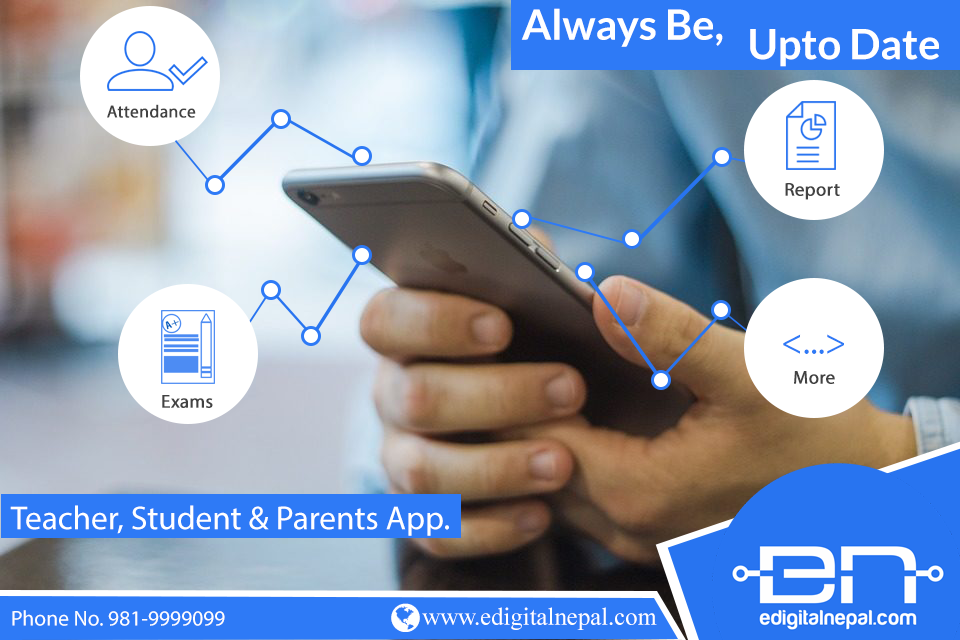 Always Be,
Upto Date
Attendance
Report
A+
Exams
<...>
More
Teacher, Student & Parents App.
Phone No. 981-9999099
www.edigitalnepal.com
en
edigitalnepal.com